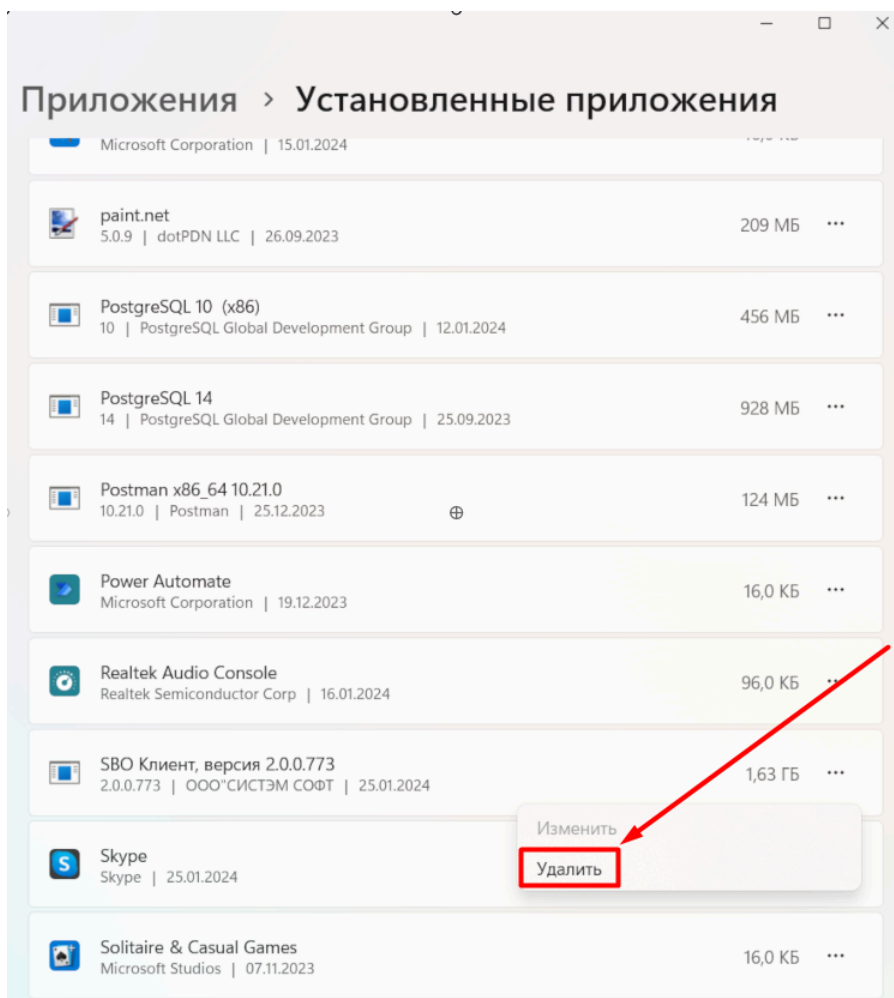 Приложения > Установленные приложения
Microsoft Corporation | 15.01.2024
paint.net
209 МБ
5.0.9 | dotPDN LLC | 26.09.2023
PostgreSQL 10 (x86)
456 МБ
10 | PostgreSQL Global Development Group | 12.01.2024
PostgreSQL 14
928 МБ
14 | PostgreSQL Global Development Group | 25.09.2023
Postman x86_64 10.21.0
124 МБ
10.21.0 | Postman | 25.12.2023
Power Automate
16,0 КБ
Microsoft Corporation | 19.12.2023
Realtek Audio Console
96,0 КБ
Realtek Semiconductor Corp | 16.01.2024
SBO Клиент, версия 2.0.0.773
1,63 ГБ
2.0.0.773 | ООО"СИСТЭМ СОФТ | 25.01.2024
Изменить
Удалить
Skype
Skype | 25.01.2024
Solitaire & Casual Games
16,0 КБ
Microsoft Studios | 07.11.2023